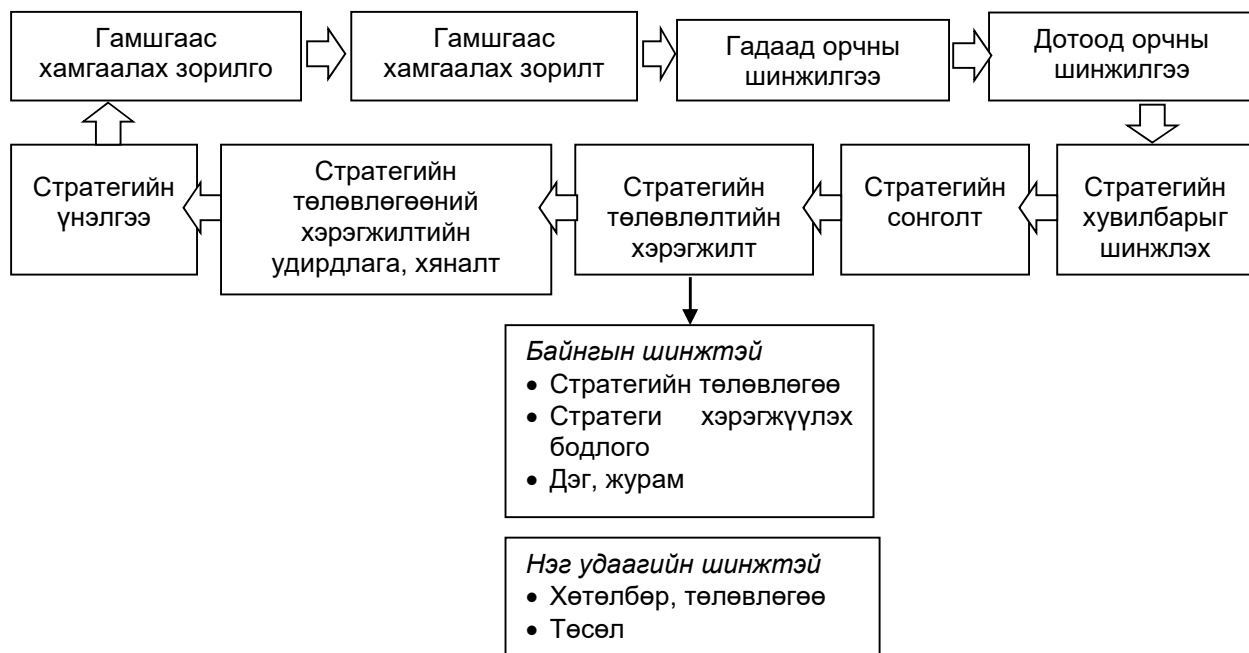 Гамшгаас
хамгаалах зорилго
Гамшгаас
хамгаалах зорилт
Гадаад орчны
шинжилгээ
Дотоод орчны
шинжилгээ
Стратегийн
үнэлгээ
Стратегийн
төлөвлөгөөний
хэрэгжилтийн
удирдлага, хяналт
Стратегийн
төлөвлөлтийн
хэрэгжилт
Стратегийн
сонголт
Стратегийн
хувилбарыг
шинжлэх
Байнгын шинжтэй
• Стратегийн төлөвлөгөө
• Стратеги хэрэгжүүлэх
бодлого
• Дэг, журам
Нэг удаагийн шинжтэй
• Хөтөлбөр, төлөвлөгөө
• Төсөл